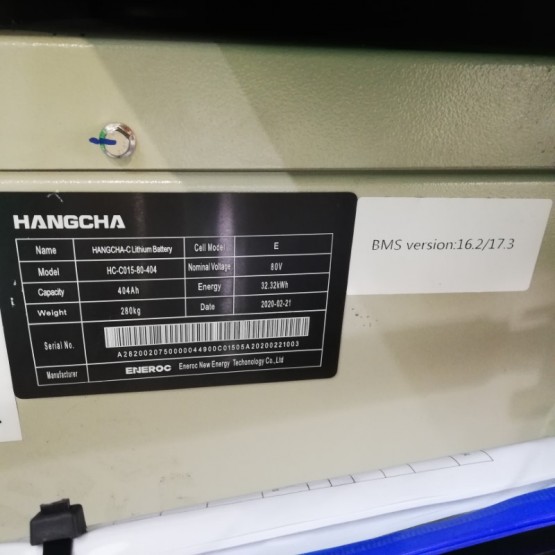 HANGCHA
Name HANGCHA-C Lithium Battery Cell Model E
Model HC-C015-80-404 Nominal Voltage 80V
Capacity 404Ah Energy 32.32kWh
Weight 280kg Date 2020-02-21
Serial No.
A2820020750000044900C01505A20200221003
Manufacturer ENEROC Eneroc New Energy Techonology Co.,Ltd
BMS version:16.2/17.3